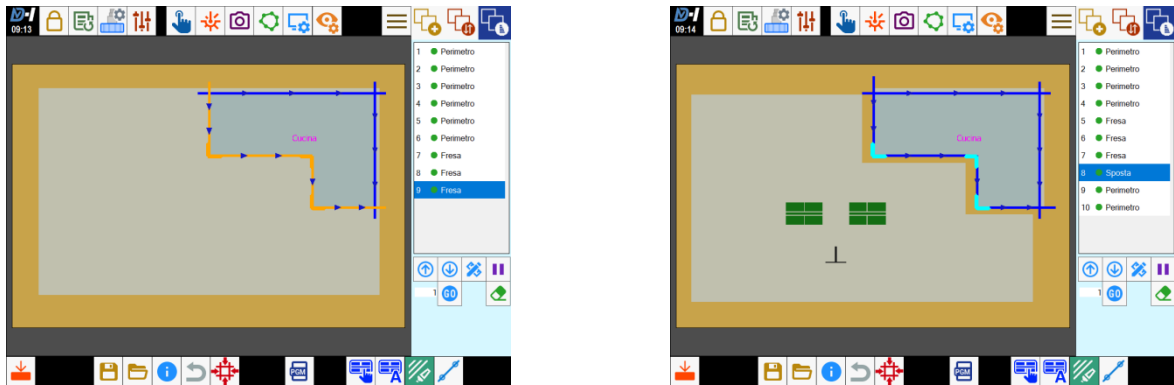 09:13
1 Perimetro
2 Perimetro
3 Perimetro
4 Perimetro
5 Perimetro
6 Perimetro
7 Fresa
8 Fresa
9 Fresa
Cucina
1 GO
PGM
A
09:14
1 Perimetro
2 Perimetro
3 Perimetro
4 Perimetro
5 Fresa
6 Perimetro
7 Fresa
8 Sposta
9 Perimetro
10 Perimetro
Cucina
1 GO
PGM
A